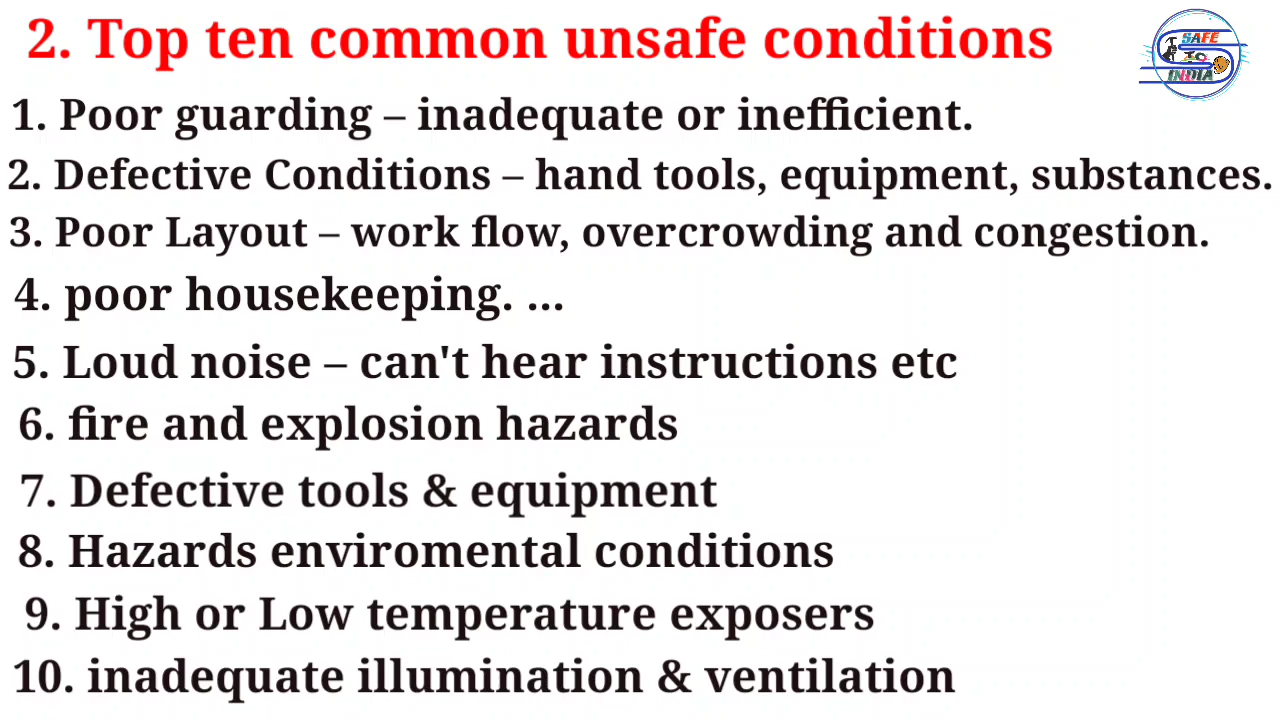 2. Top ten common unsafe conditions
SAFE
TO
INDIA
1. Poor guarding – inadequate or inefficient.
2. Defective Conditions – hand tools, equipment, substances.
3. Poor Layout – work flow, overcrowding and congestion.
4. poor housekeeping. ...
5. Loud noise – can't hear instructions etc
6. fire and explosion hazards
7. Defective tools & equipment
8. Hazards enviromental conditions
9. High or Low temperature exposers
10. inadequate illumination & ventilation